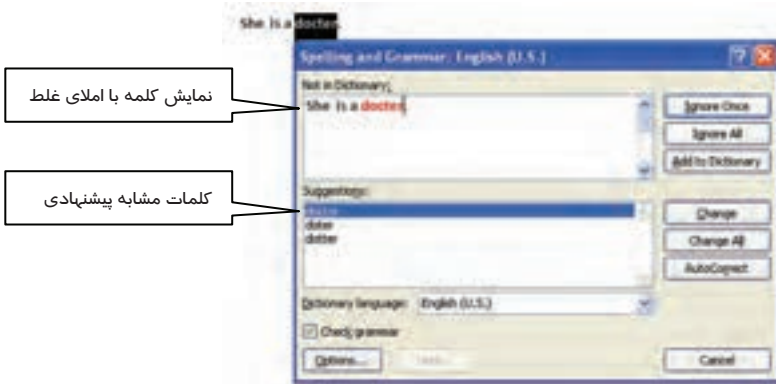 She is a docter.
Spelling and Grammar: English (U.S.)
Not in Dictionary:
She is a docter.
Ignore Once
Ignore All
Add to Dictionary
نمایش کلمه با املای غلط
Suggestions:
doter
dotter
Change
Change All
AutoCorrect
کلمات مشابه پیشنهادی
Dictionary language: English (U.S.)
Check grammar
Options...
Cancel